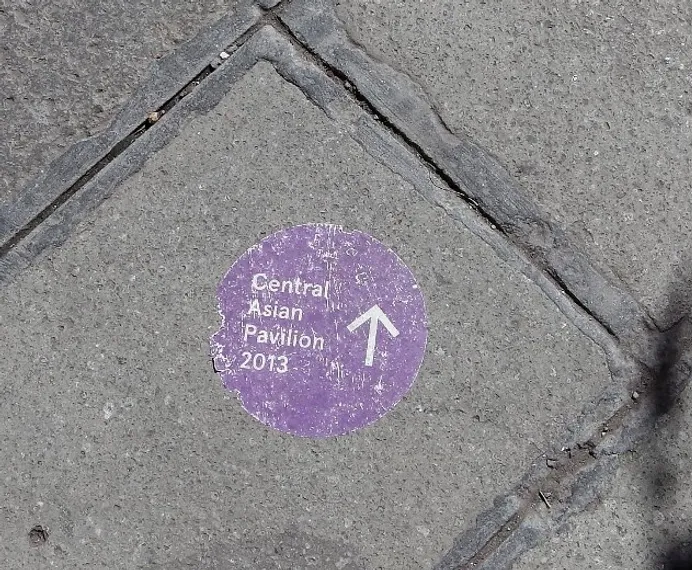 Central
Asian
Pavilion
2013